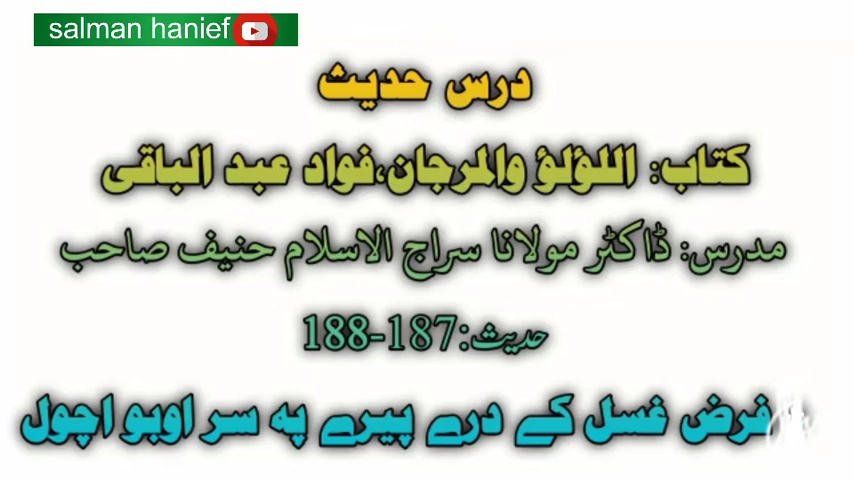 salman hanief
درس حدیث
کتاب: اللؤلؤ والمرجان،فواد عبد الباقی
مدرس: ڈاکٹر مولانا سراج الاسلام حنیف صاحب
حدیث:187-188
فرض غسل کے درے پیرے په سر اوبو اچول